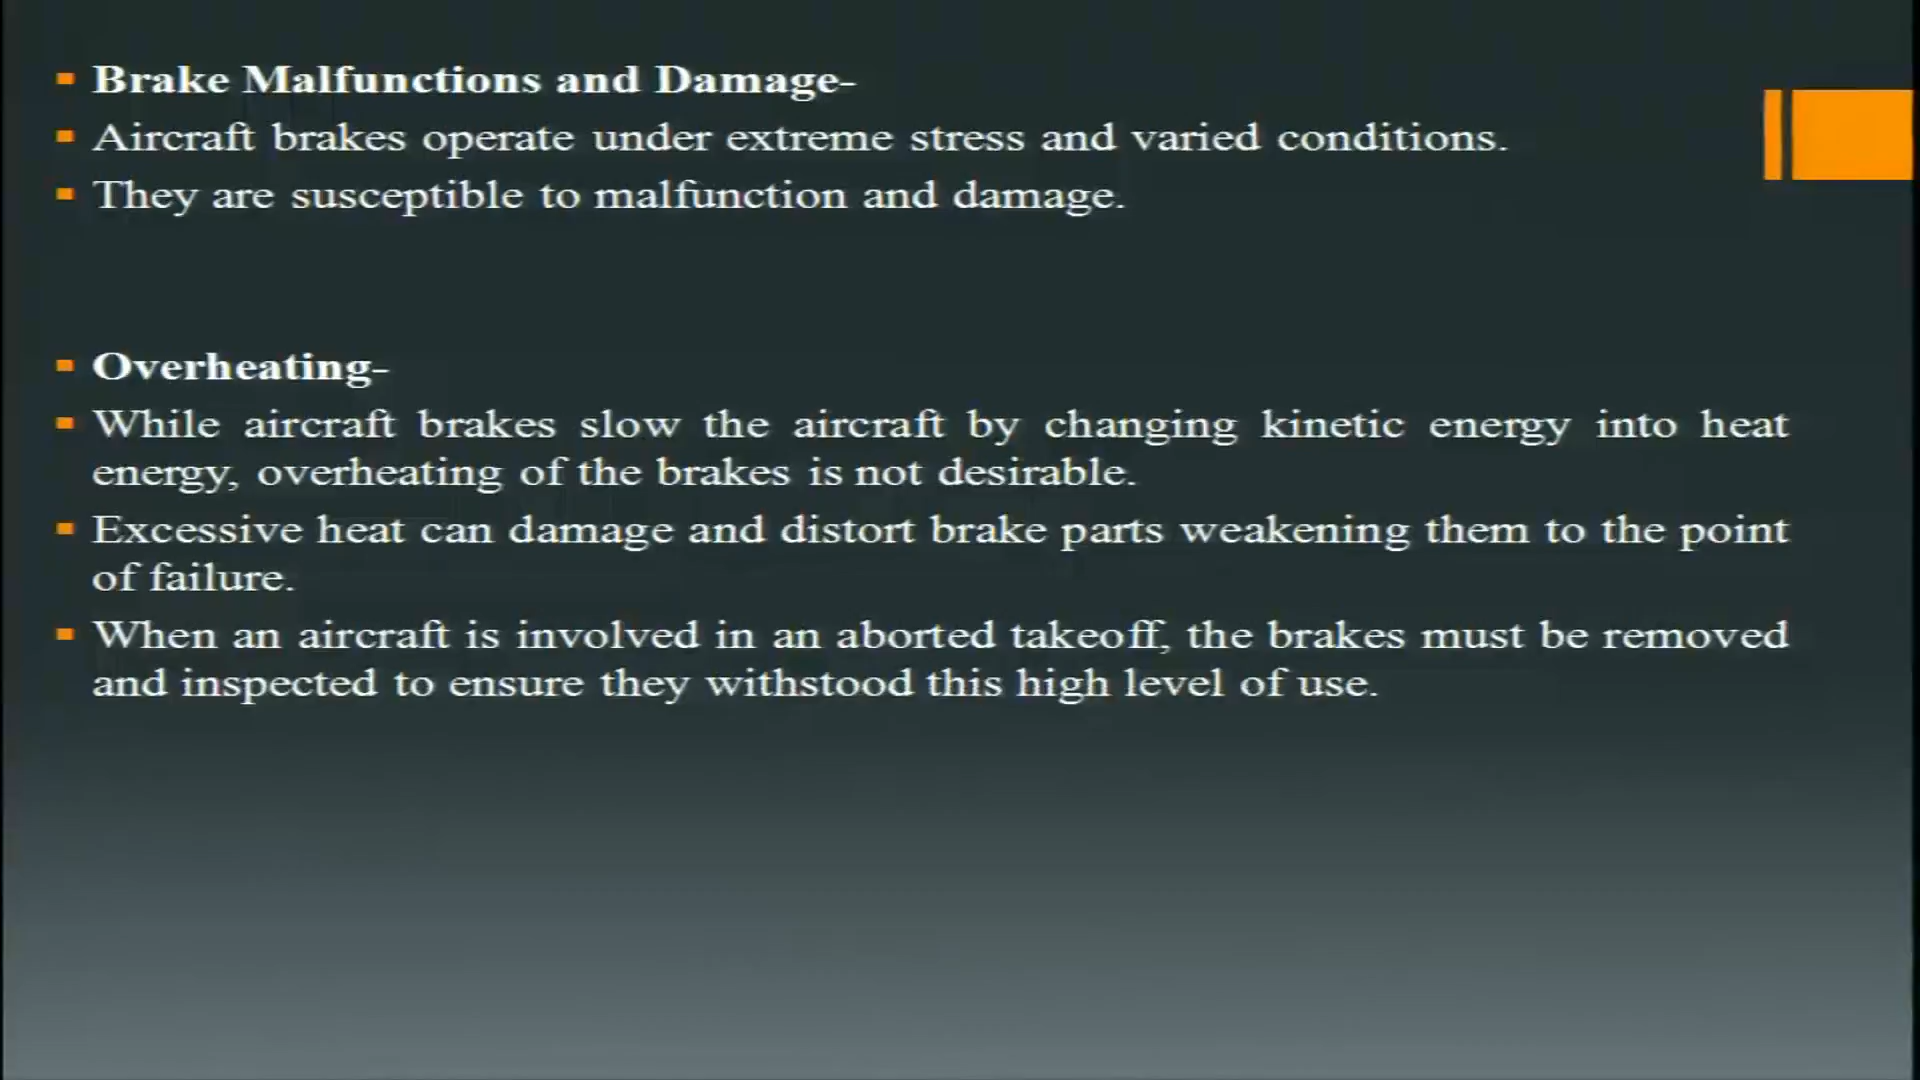 Brake Malfunctions and Damage-
Aircraft brakes operate under extreme stress and varied conditions.
They are susceptible to malfunction and damage.
Overheating-
While aircraft brakes slow the aircraft by changing kinetic energy into heat
energy, overheating of the brakes is not desirable.
Excessive heat can damage and distort brake parts weakening them to the point
of failure.
When an aircraft is involved in an aborted takeoff, the brakes must be removed
and inspected to ensure they withstood this high level of use.